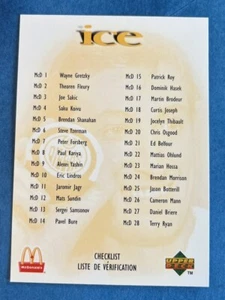 ice
McD 1 Wayne Gretzky
McD 2 Theoren Fleury
McD 3 Joe Sakic
McD 4 Saku Koivu
McD 5 Brendan Shanahan
McD 6 Steve Yzerman
McD 7 Peter Forsberg
McD 8 Paul Kariya
McD 9 Alexei Yashin
McD 10 Eric Lindros
McD 11 Jaromir Jagr
McD 12 Mats Sundin
McD 13 Sergei Samsonov
McD 14 Pavel Bure
McD 15 Patrick Roy
McD 16 Dominik Hasek
McD 17 Martin Brodeur
McD 18 Curtis Joseph
McD 19 Jocelyn Thibault
McD 20 Chris Osgood
McD 21 Ed Belfour
McD 22 Mattias Ohlund
McD 23 Marian Hossa
McD 24 Brendan Morrison
McD 25 Jason Botterill
McD 26 Cameron Mann
McD 27 Daniel Briere
McD 28 Terry Ryan
CHECKLIST
LISTE DE VÉRIFICATION
McDonald's
UPPER DECK
TM